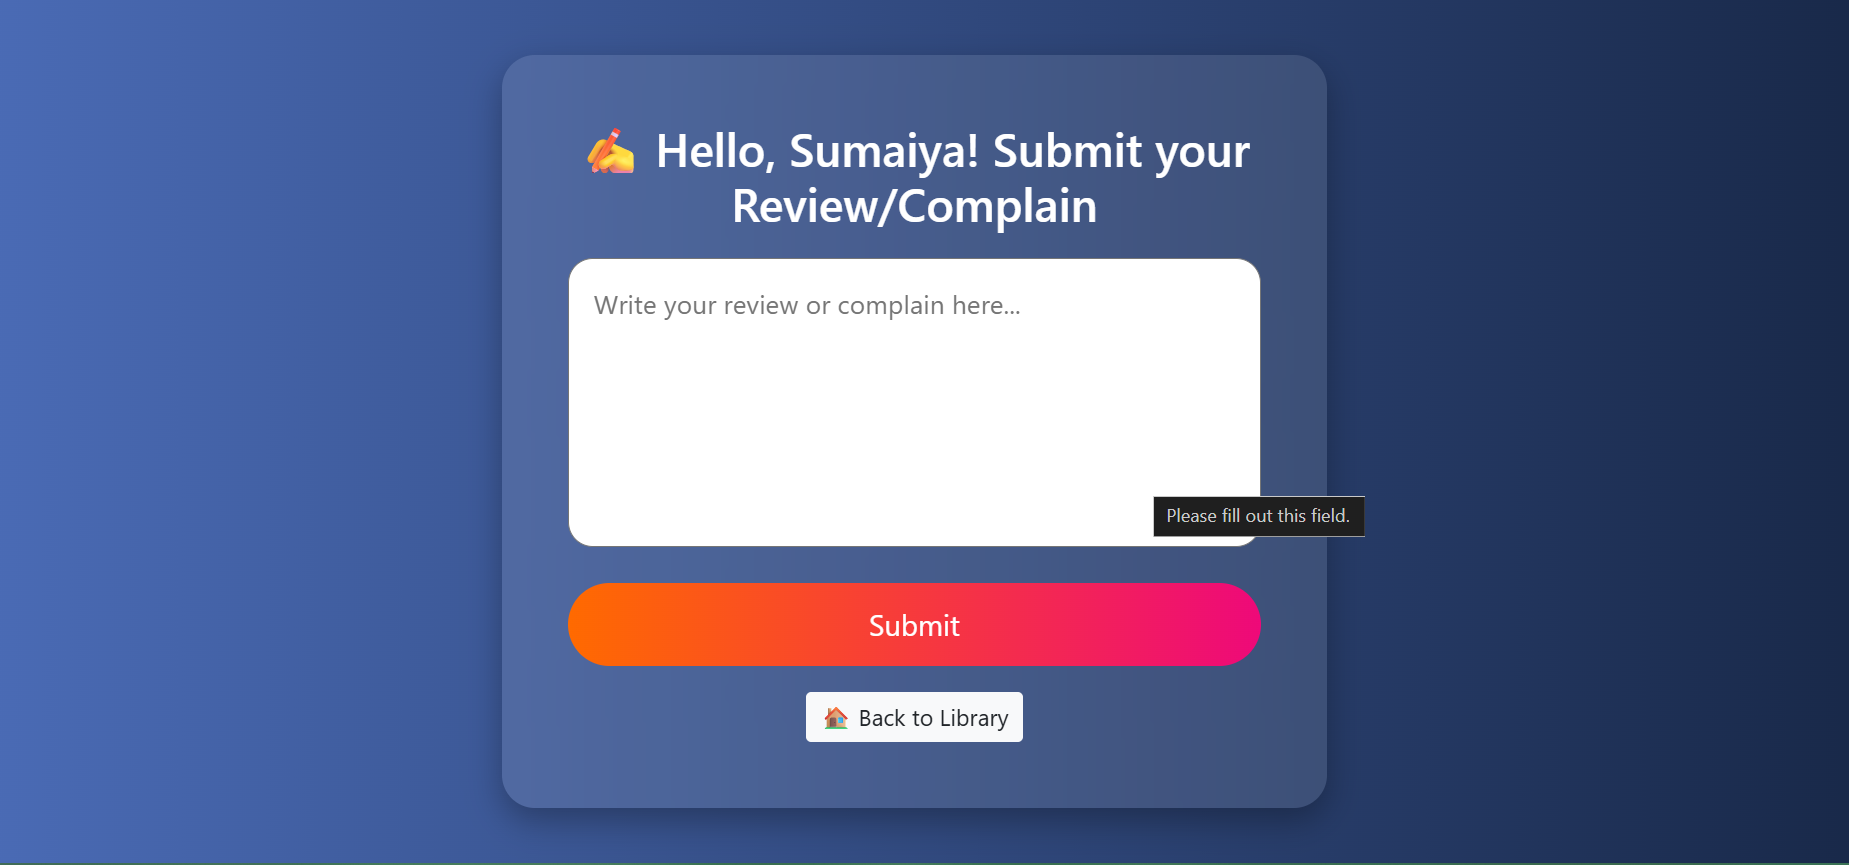 ✍️ Hello, Sumaiya! Submit your
Review/Complain
Write your review or complain here...
Please fill out this field.
Submit
🏠 Back to Library